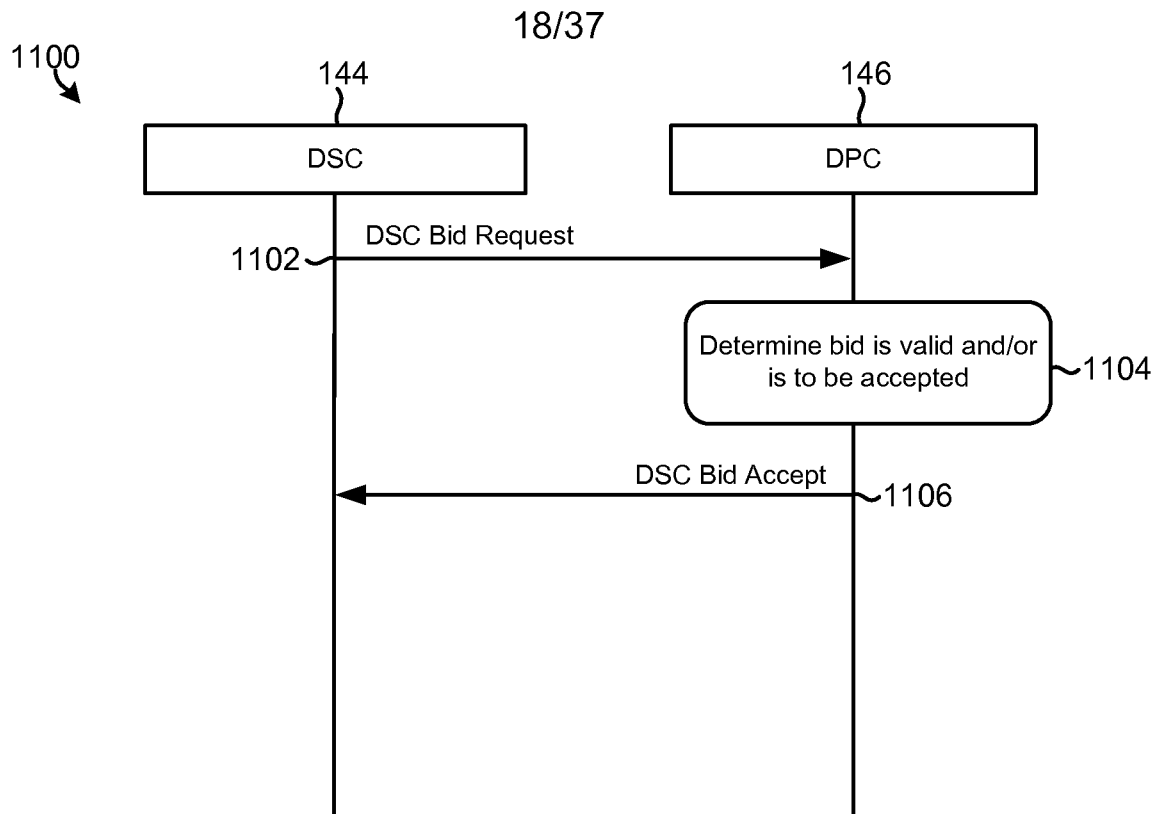 18/37
1100
144
146
DSC
DPC
DSC Bid Request
1102
Determine bid is valid and/or
is to be accepted
1104
DSC Bid Accept
1106